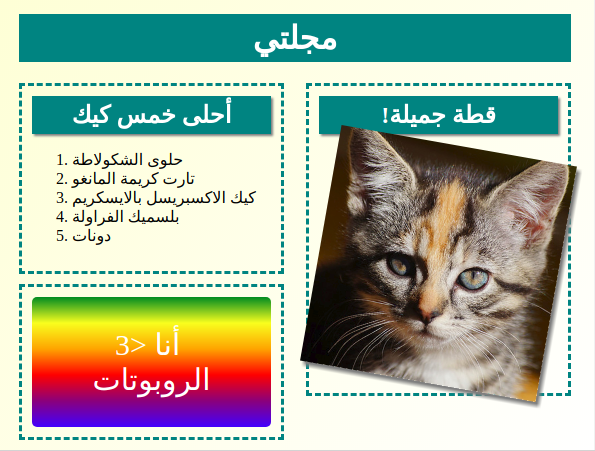 مجلتي
أحلى خمس كيك
1. حلوى الشكولاطة
2. تارت كريمة المانغو
3. كيك الاكسبريسل بالايسكريم
4. بلسميك الفراولة
5. دونات
أنا <3
الروبوتات
قطة جميلة!